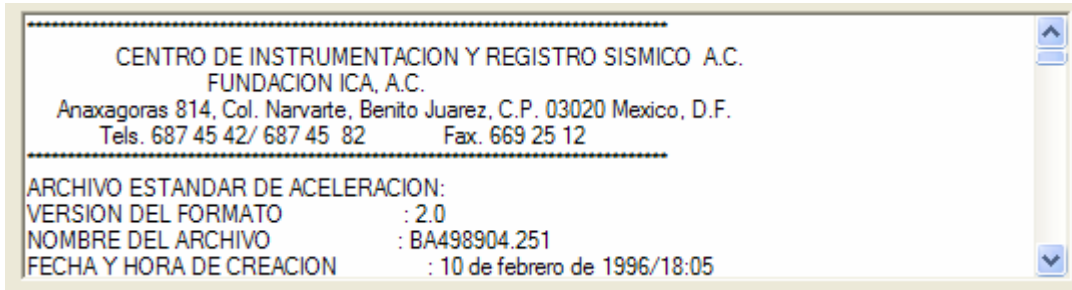 ********************************************************************************
CENTRO DE INSTRUMENTACION Y REGISTRO SISMICO A.C.
FUNDACION ICA, A.C.
Anaxagoras 814, Col. Narvarte, Benito Juarez, C.P. 03020 Mexico, D.F.
Tels. 687 45 42/ 687 45 82 Fax. 669 25 12
********************************************************************************
ARCHIVO ESTANDAR DE ACELERACION:
VERSION DEL FORMATO : 2.0
NOMBRE DEL ARCHIVO : BA498904.251
FECHA Y HORA DE CREACION : 10 de febrero de 1996/18:05